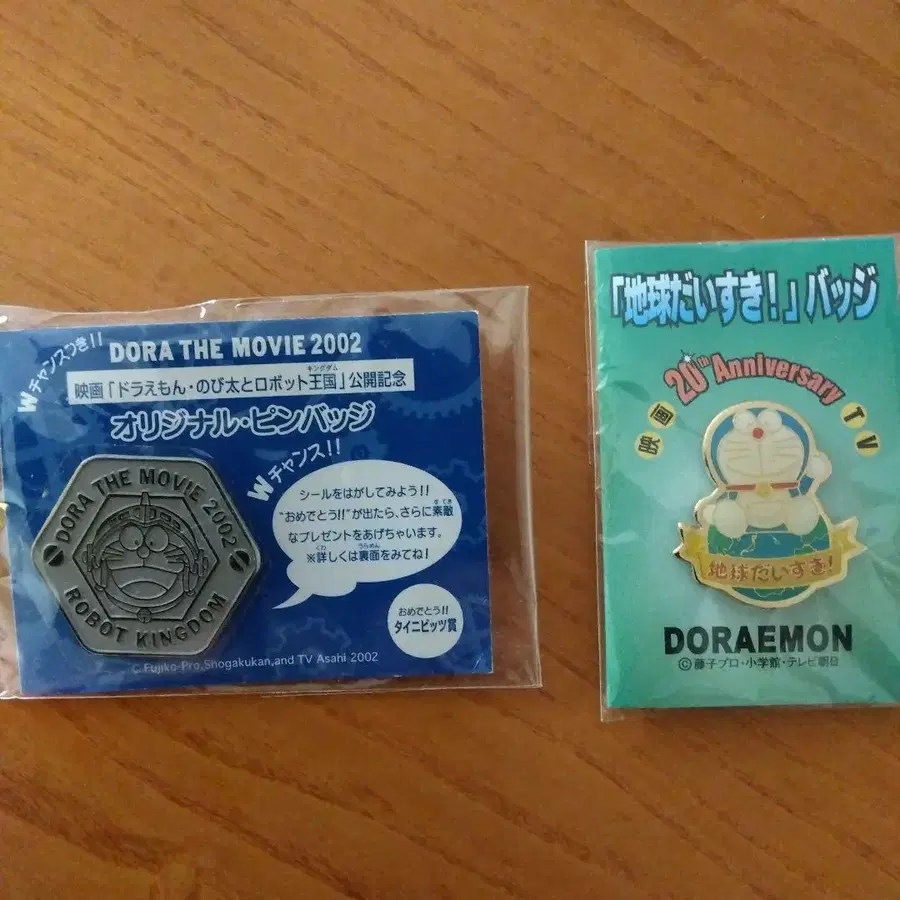 Wチャンスつき!!
DORA THE MOVIE 2002
キングダム
映画「ドラえもん・のび太とロボット王国」公開記念
オリジナル・ピンバッジ
Wチャンス!!
シールをはがしてみよう!!
すてき
"おめでとう!!"が出たら、さらに素敵
なプレゼントをあげちゃいます。
くわ うらめん
※詳しくは裏面をみてね!
おめでとう!!
タイニビッツ賞
DORA THE MOVIE 2002
ROBOT KINGDOM
© Fujiko-Pro,Shogakukan,and TV Asahi 2002
「地球だいすき!」バッジ
映画 20th Anniversary TV
地球だいすき!
DORAEMON
©藤子プロ・小学館・テレビ朝日